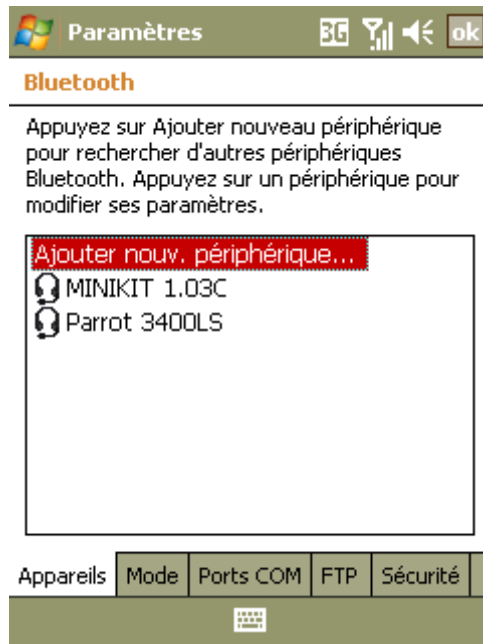 Paramètres 3G ok
Bluetooth
Appuyez sur Ajouter nouveau périphérique
pour rechercher d'autres périphériques
Bluetooth. Appuyez sur un périphérique pour
modifier ses paramètres.
Ajouter nouv. périphérique...
MINIKIT 1.03C
Parrot 3400LS
Appareils Mode Ports COM FTP Sécurité